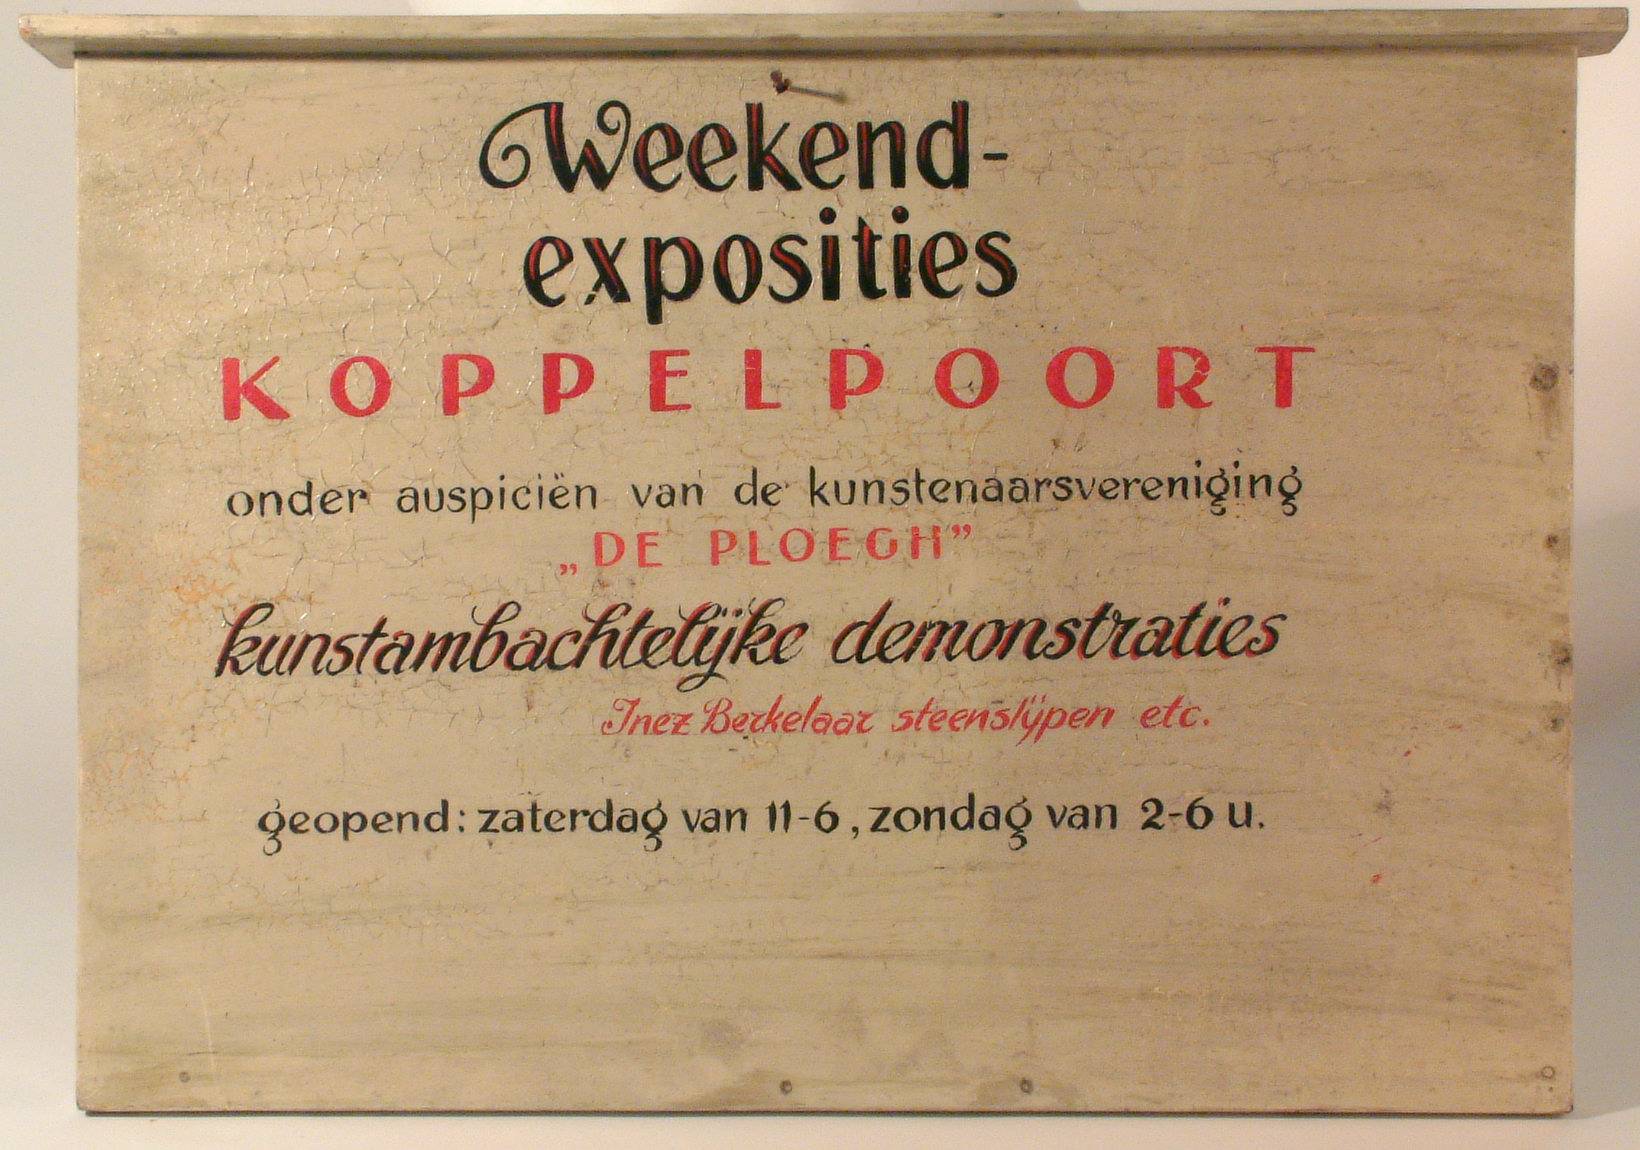 Weekend-
exposities
KOPPELPOORT
onder auspiciën van de kunstenaarsvereniging
„DE PLOEGH”
kunstambachtelijke demonstraties
Inez Berkelaar steenslijpen etc.
geopend: zaterdag van 11-6, zondag van 2-6 u.